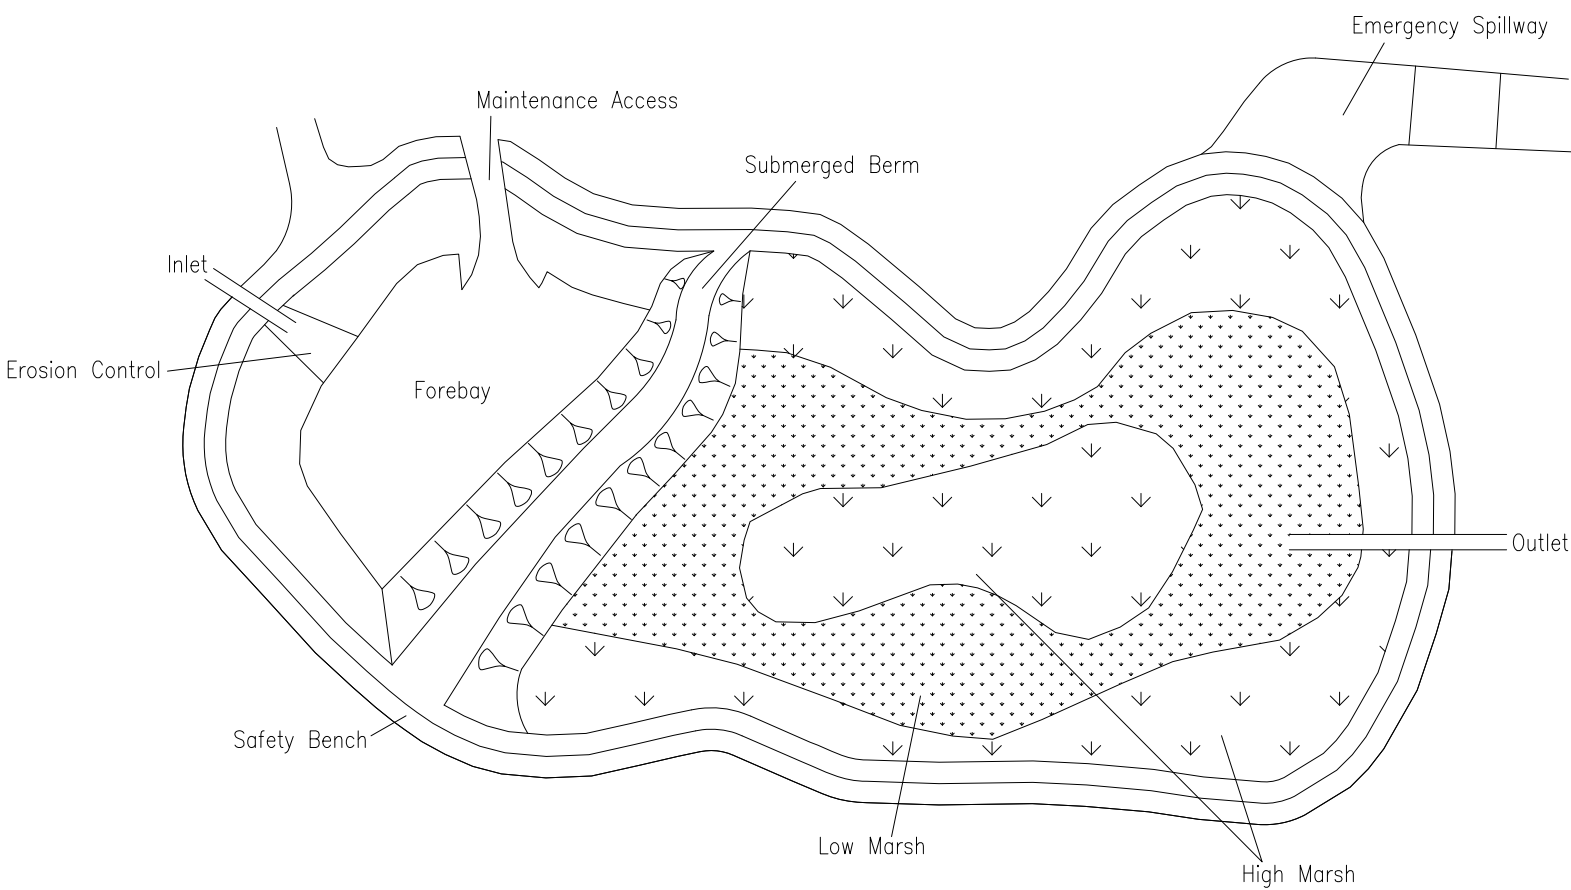 Emergency Spillway
Maintenance Access
Submerged Berm
Inlet
Erosion Control
Forebay
Outlet
Safety Bench
Low Marsh
High Marsh